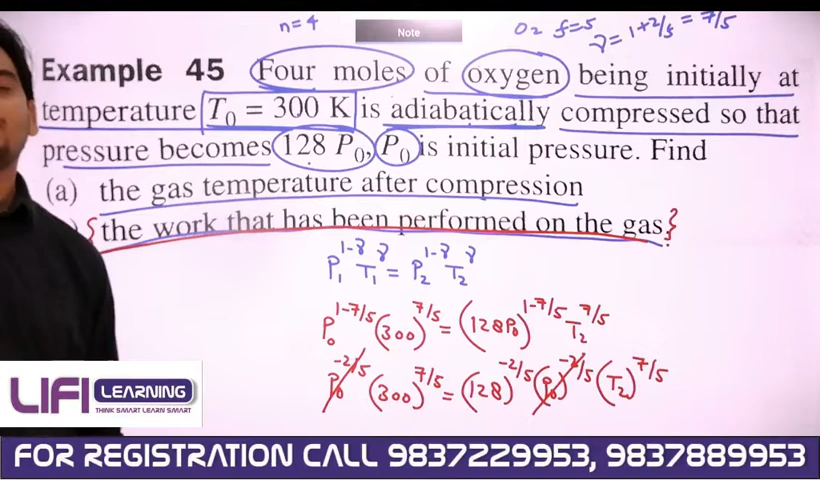 n=4
Note
O₂ f=5
γ=1+2/5 = 7/5
Example 45 Four moles of oxygen being initially at
temperature T₀ = 300 K is adiabatically compressed so that
pressure becomes 128 P₀, P₀ is initial pressure. Find
(a) the gas temperature after compression
) {the work that has been performed on the gas}
P₁^1-γ T₁^γ = P₂^1-γ T₂^γ
P₀^1-7/5 (300)^7/5 = (128P₀)^1-7/5 T₂^7/5
P₀^-2/5 (300)^7/5 = (128)^-2/5 (P₀)^-2/5 (T₂)^7/5
LIFI LEARNING
THINK SMART LEARN SMART
FOR REGISTRATION CALL 9837229953, 9837889953